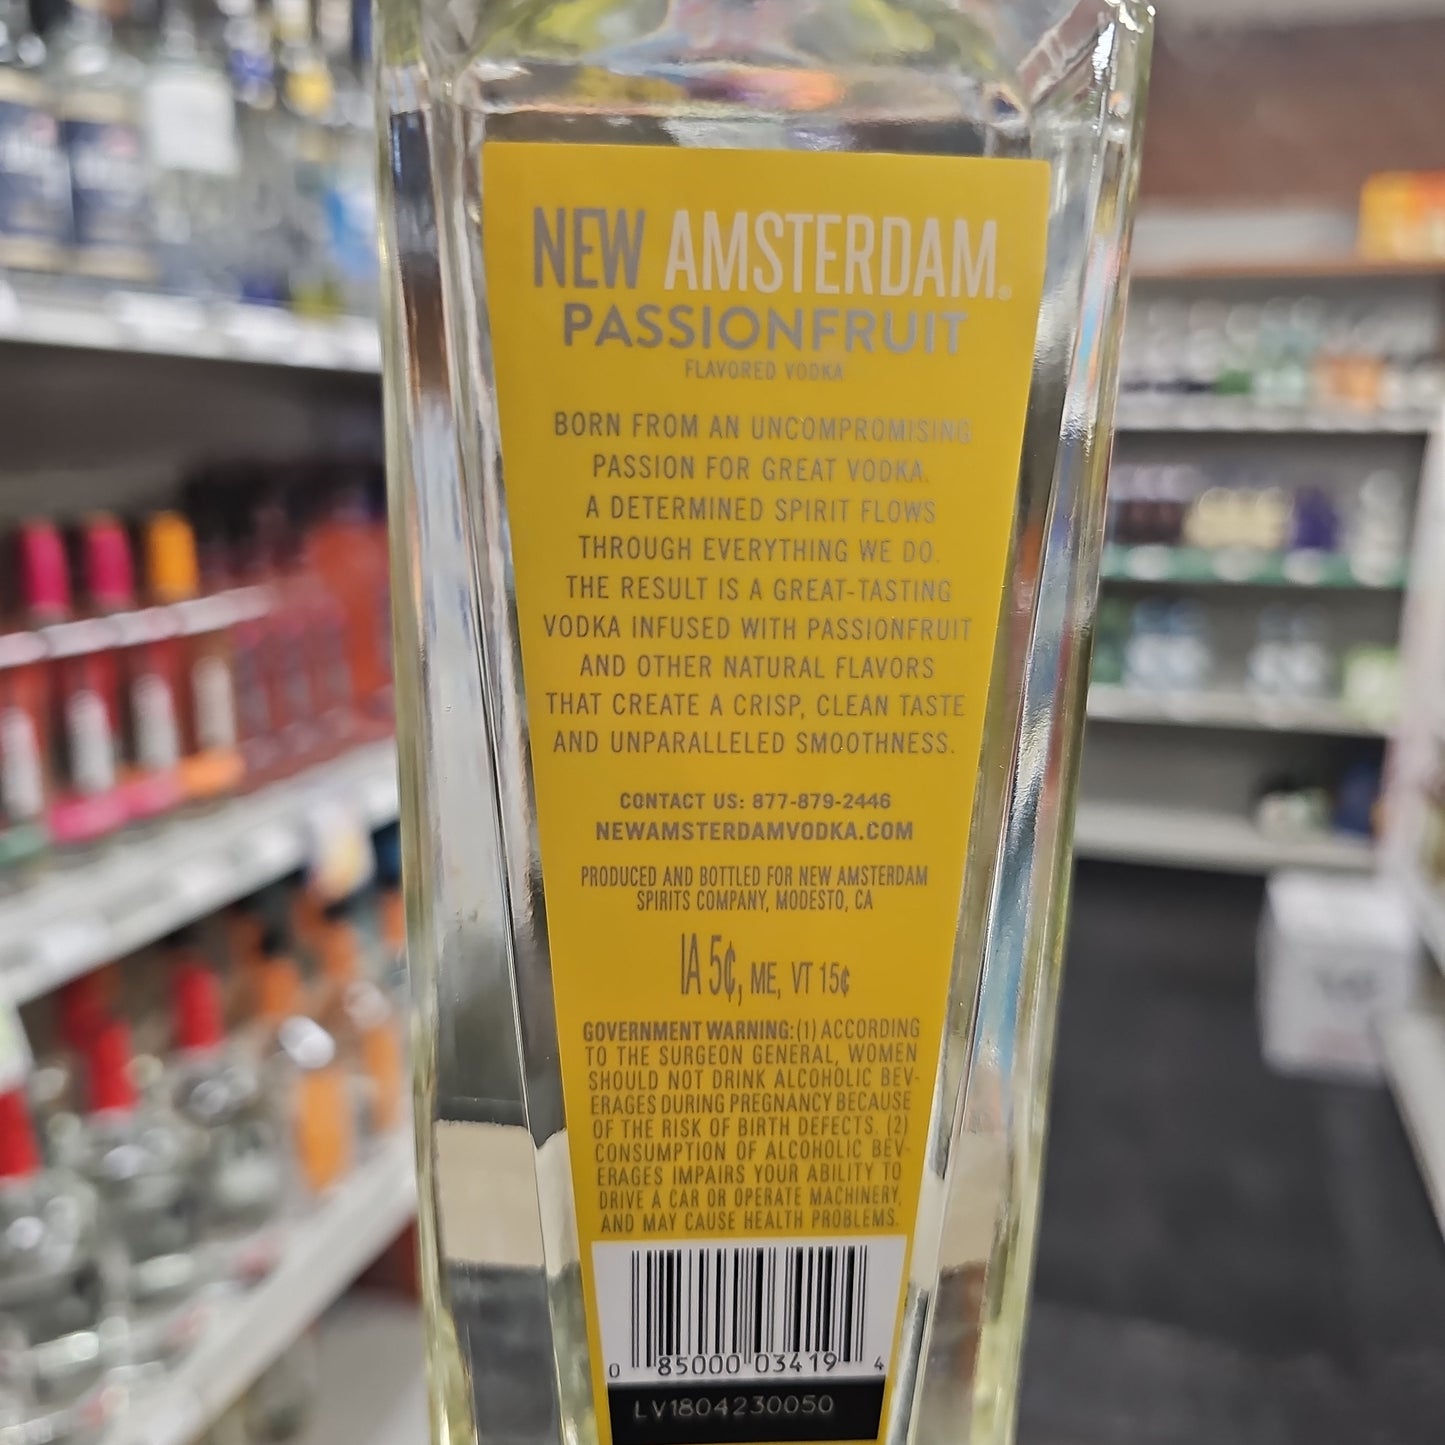 NEW AMSTERDAM®
PASSIONFRUIT
FLAVORED VODKA
BORN FROM AN UNCOMPROMISING
PASSION FOR GREAT VODKA.
A DETERMINED SPIRIT FLOWS
THROUGH EVERYTHING WE DO.
THE RESULT IS A GREAT-TASTING
VODKA INFUSED WITH PASSIONFRUIT
AND OTHER NATURAL FLAVORS
THAT CREATE A CRISP, CLEAN TASTE
AND UNPARALLELED SMOOTHNESS.
CONTACT US: 877-879-2446
NEWAMSTERDAMVODKA.COM
PRODUCED AND BOTTLED FOR NEW AMSTERDAM
SPIRITS COMPANY, MODESTO, CA
IA 5¢, ME, VT 15¢
GOVERNMENT WARNING: (1) ACCORDING
TO THE SURGEON GENERAL, WOMEN
SHOULD NOT DRINK ALCOHOLIC BEV-
ERAGES DURING PREGNANCY BECAUSE
OF THE RISK OF BIRTH DEFECTS. (2)
CONSUMPTION OF ALCOHOLIC BEV-
ERAGES IMPAIRS YOUR ABILITY TO
DRIVE A CAR OR OPERATE MACHINERY,
AND MAY CAUSE HEALTH PROBLEMS.
0 85000 03419 4
LV1804230050